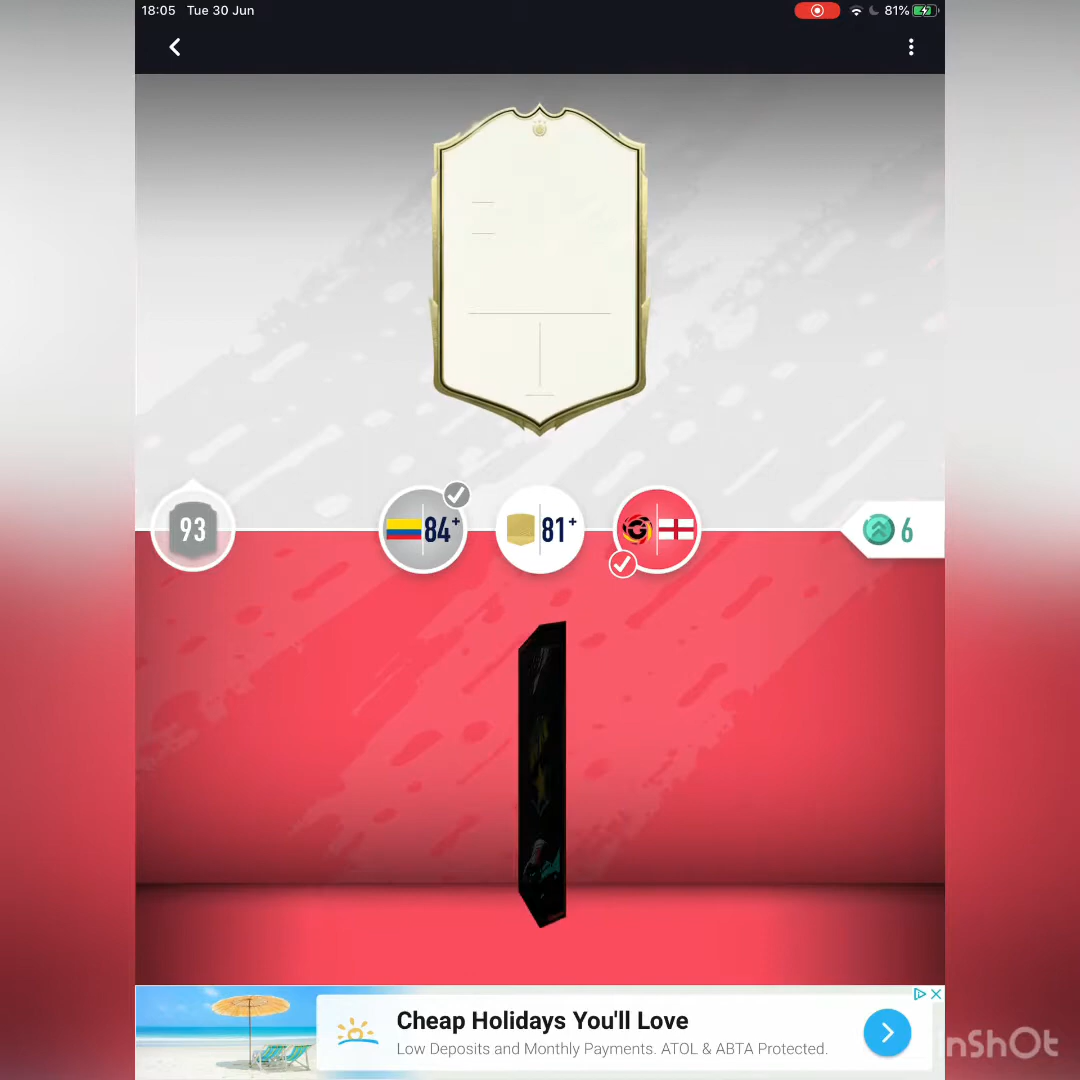 18:05 Tue 30 Jun
81%
93
84+
81+
6
Cheap Holidays You'll Love
Low Deposits and Monthly Payments. ATOL & ABTA Protected.
InShOt